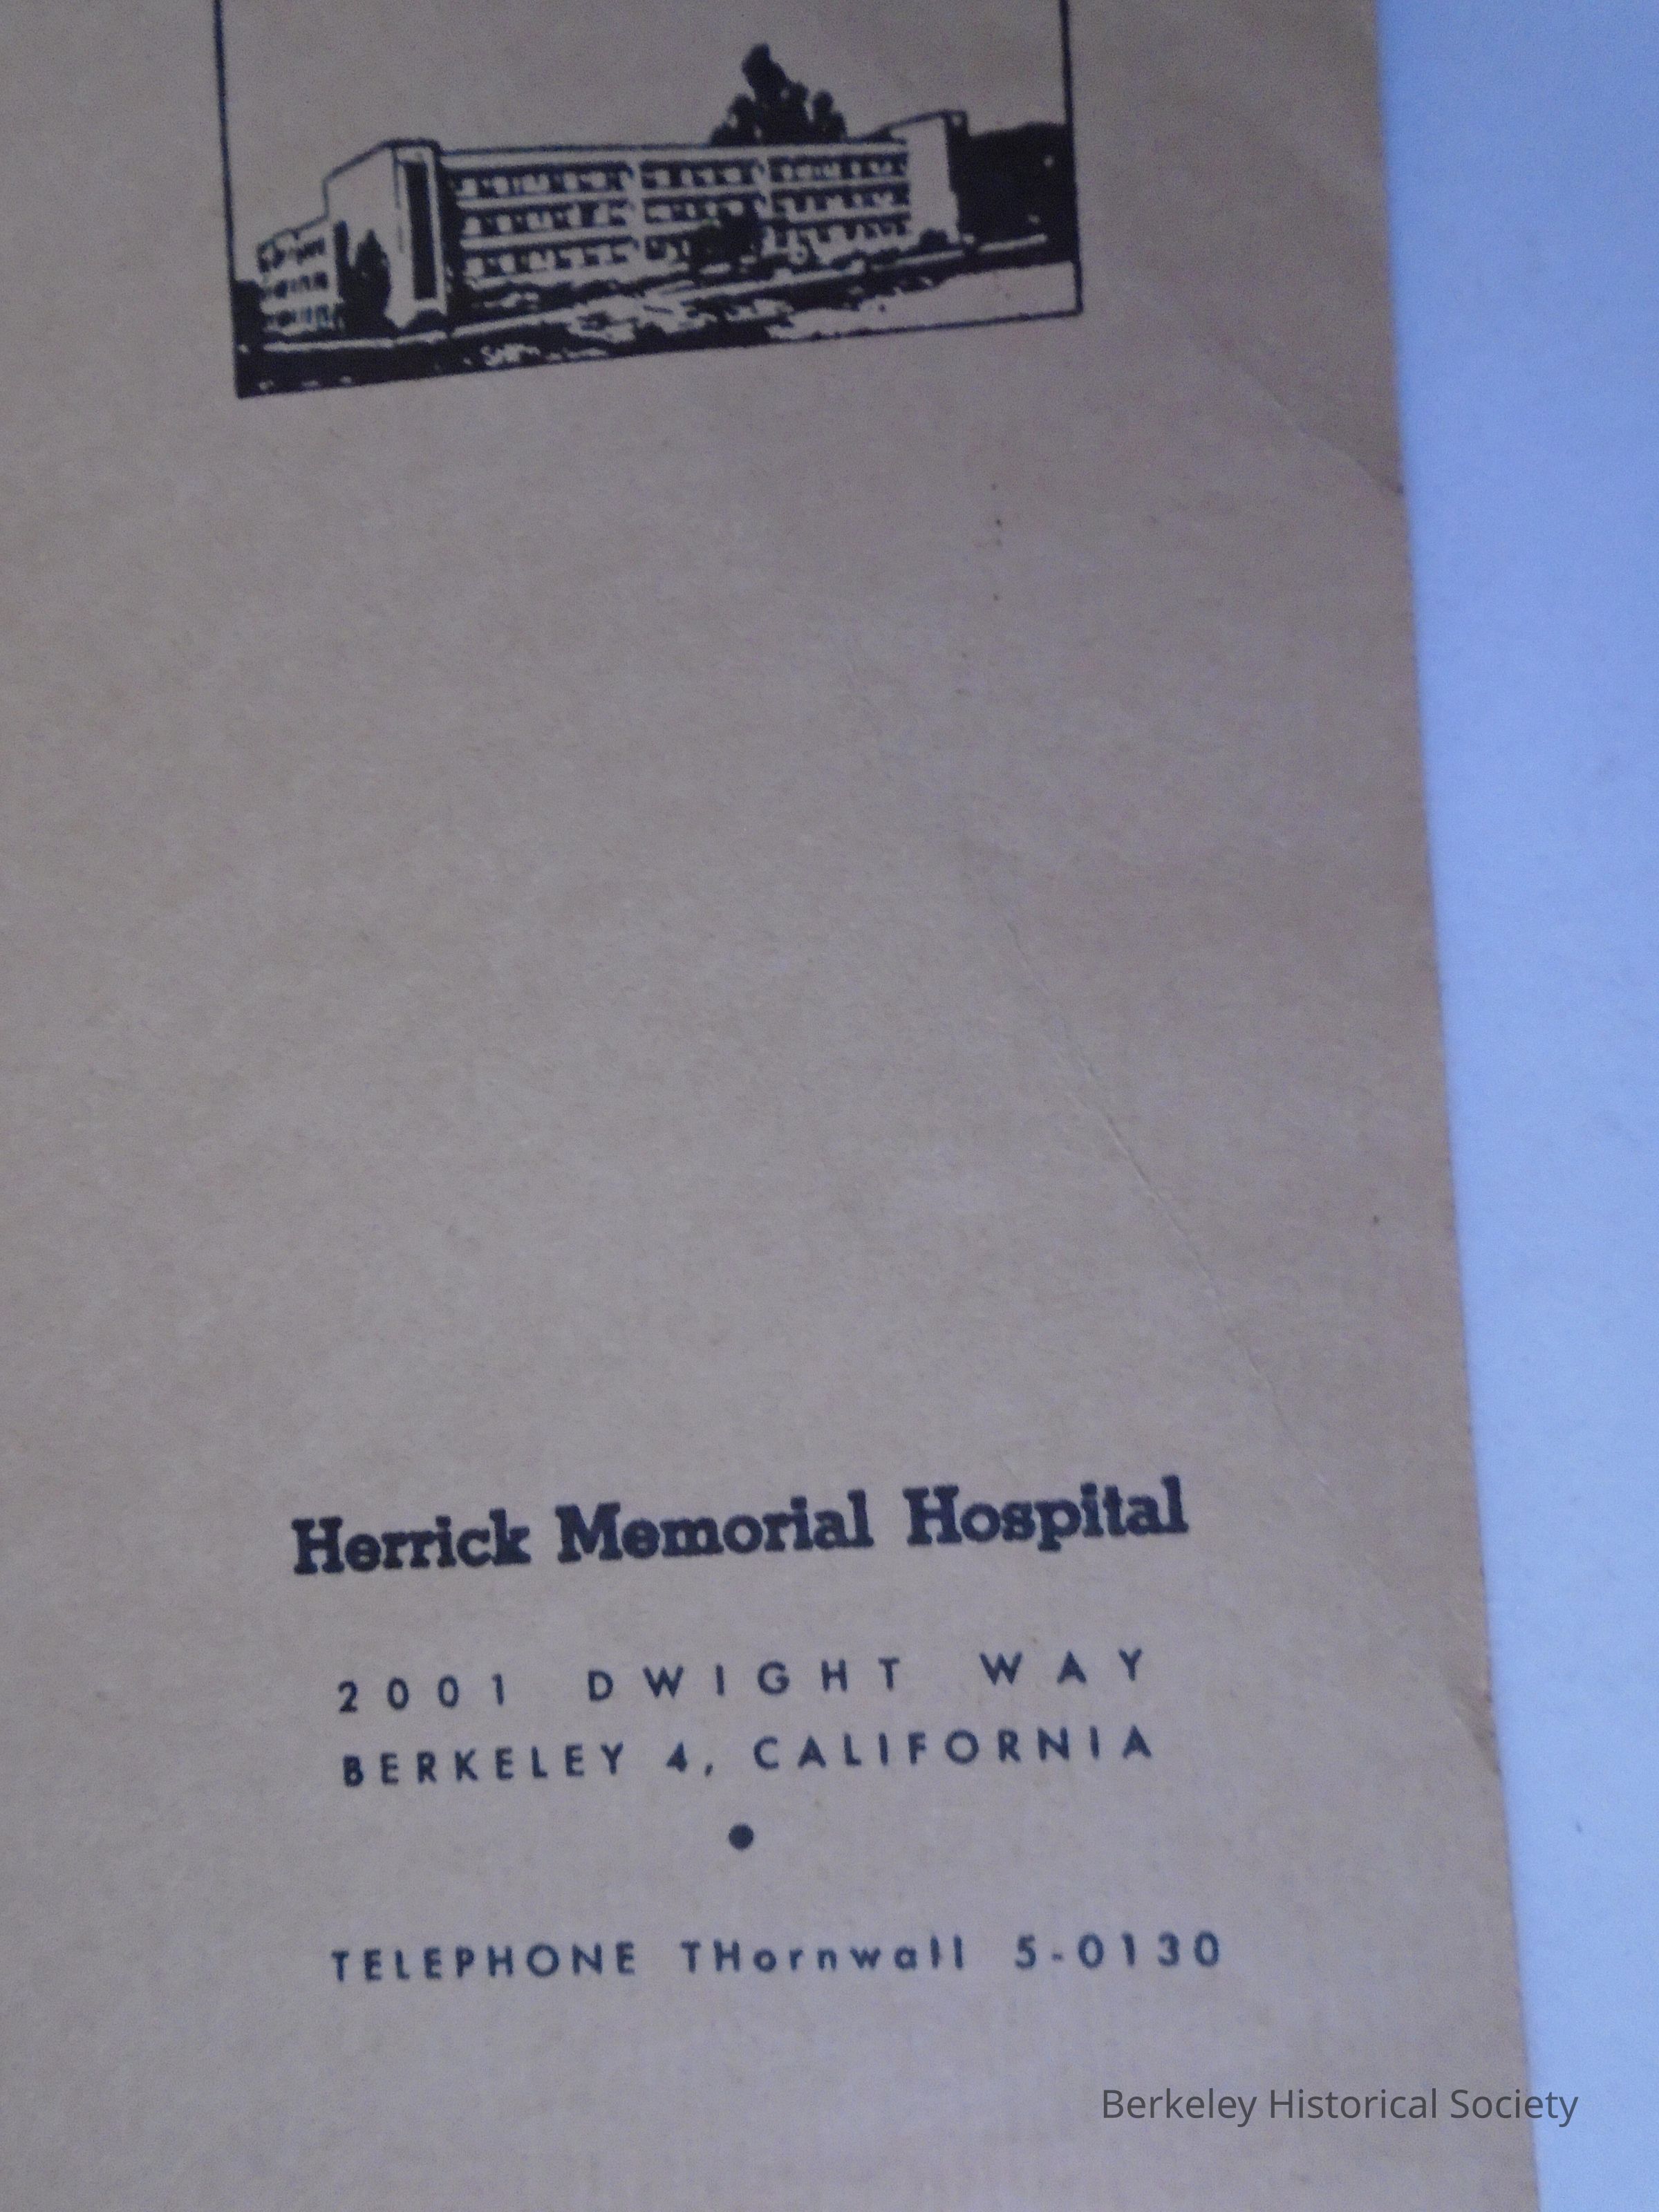 Herrick Memorial Hospital
2001 DWIGHT WAY
BERKELEY 4, CALIFORNIA
TELEPHONE THornwall 5-0130
Berkeley Historical Society